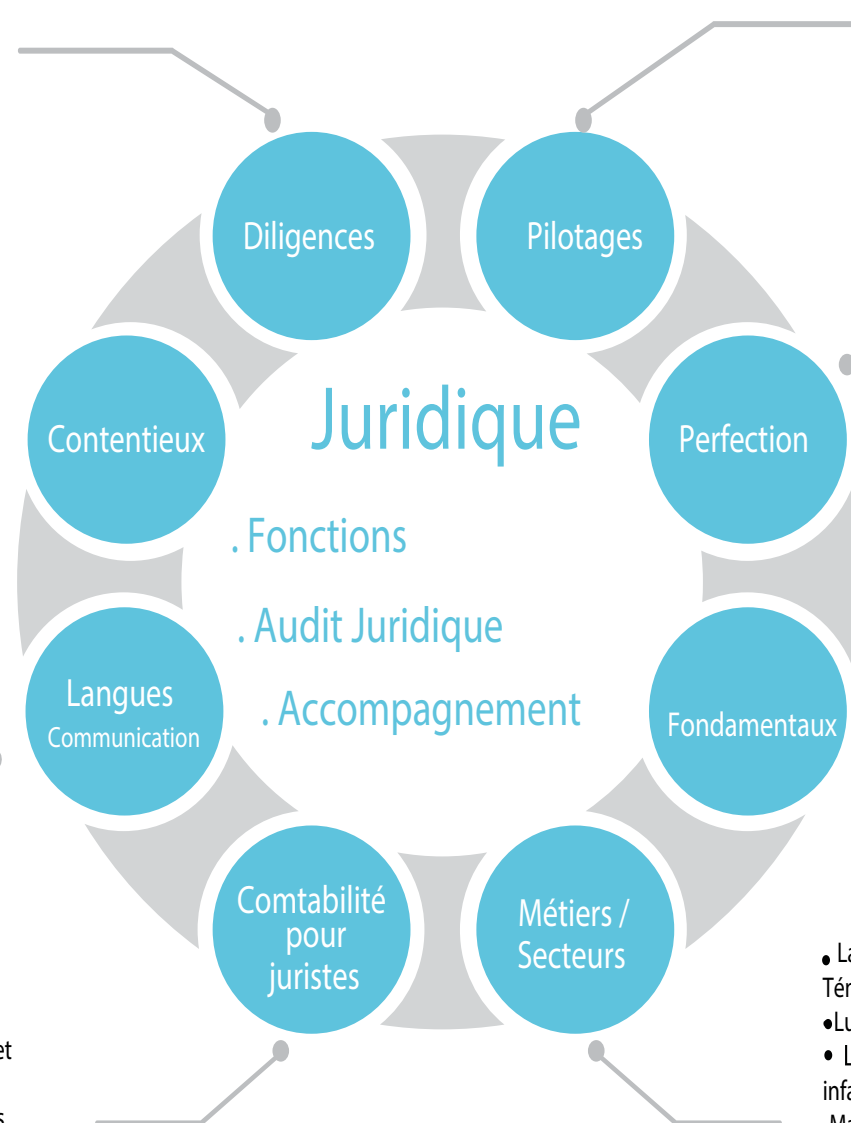 Diligences
Pilotages
Contentieux
Juridique
Perfection
. Fonctions
. Audit Juridique
. Accompagnement
Langues
Communication
Fondamentaux
Comtabilité
pour
juristes
Métiers /
Secteurs
et